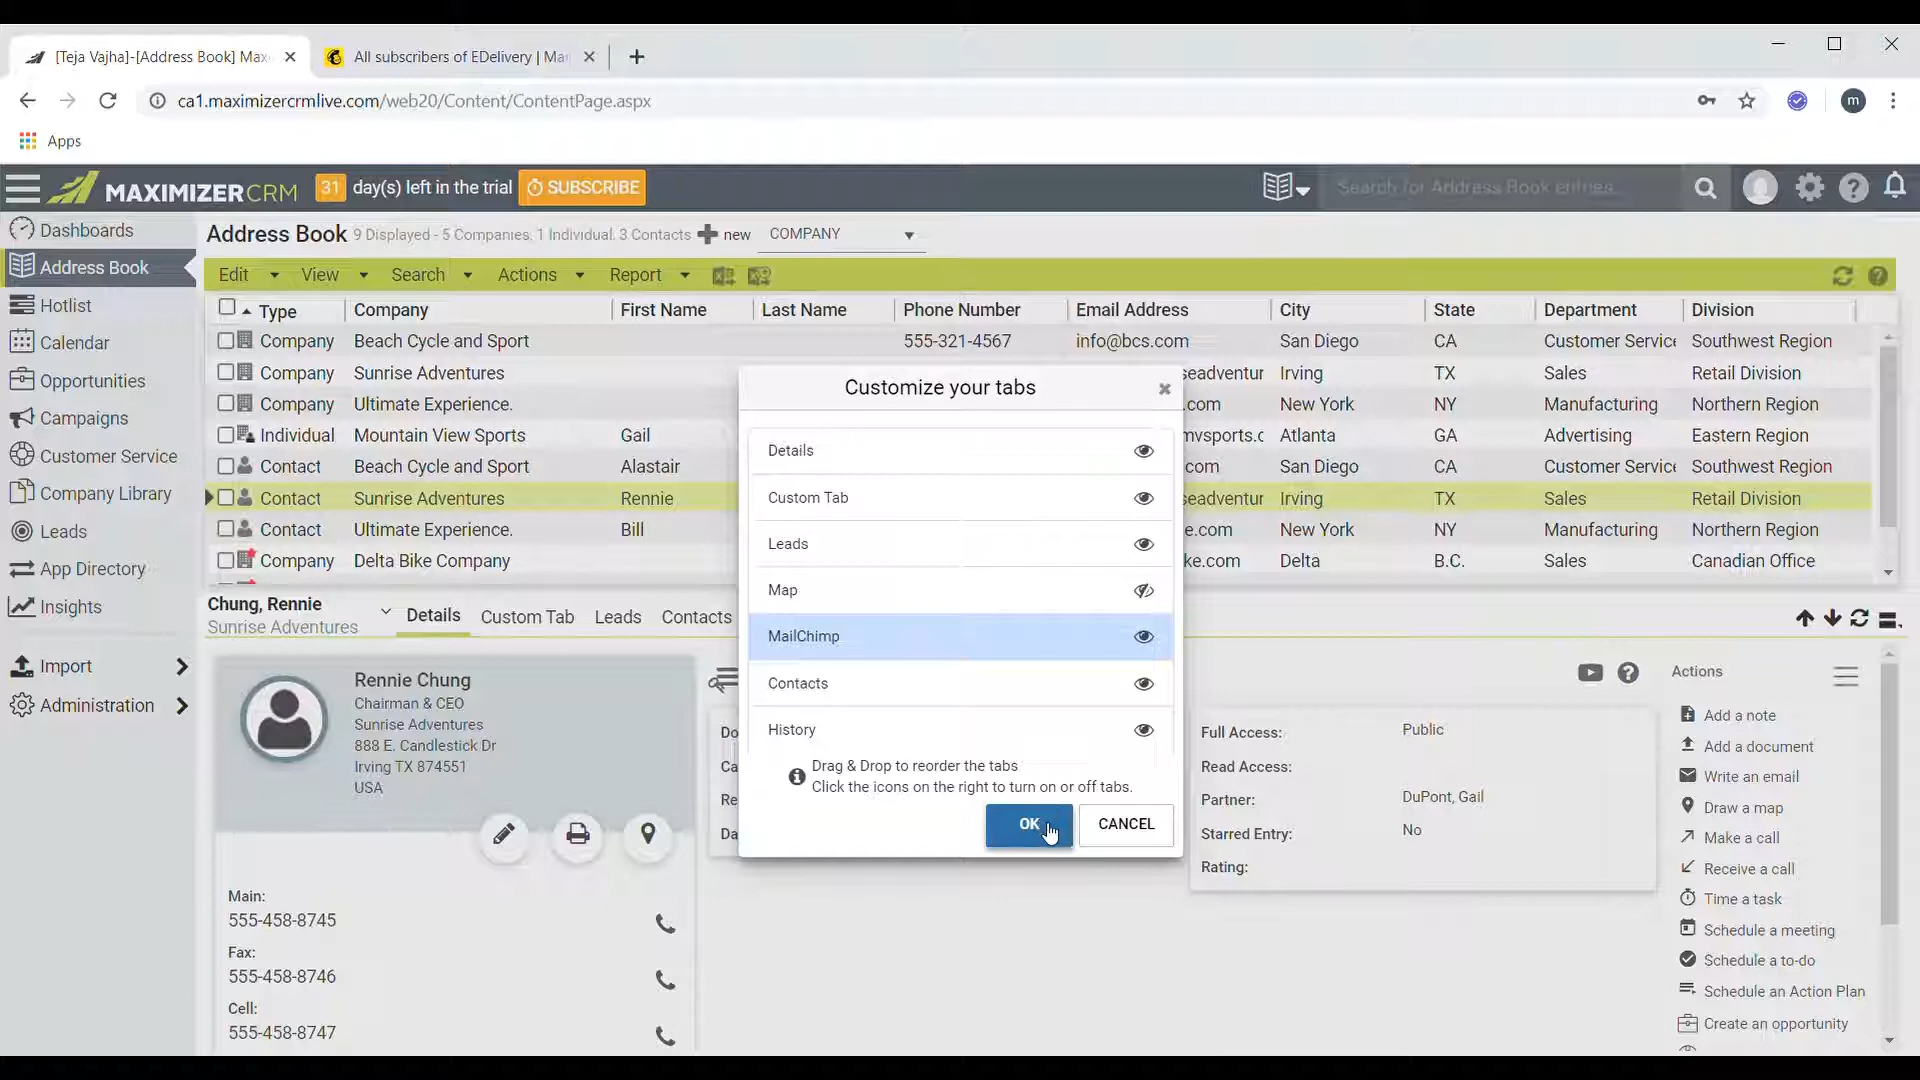 [Teja Vajha]-[Address Book] Max
All subscribers of EDelivery | Ma
ca1.maximizercrmlive.com/web20/Content/ContentPage.aspx
m
Apps
MAXIMIZERCRM
31 day(s) left in the trial
SUBSCRIBE
Search for Address Book entries...
Dashboards
Address Book
Hotlist
Calendar
Opportunities
Campaigns
Customer Service
Company Library
Leads
App Directory
Insights
Import
Administration
Address Book 9 Displayed - 5 Companies. 1 Individual. 3 Contacts new COMPANY
Edit View Search Actions Report
Type Company First Name Last Name Phone Number Email Address City State Department Division
Company Beach Cycle and Sport 555-321-4567 info@bcs.com San Diego CA Customer Service Southwest Region
Company Sunrise Adventures seadventur Irving TX Sales Retail Division
Company Ultimate Experience. .com New York NY Manufacturing Northern Region
Individual Mountain View Sports Gail mvsports.c Atlanta GA Advertising Eastern Region
Contact Beach Cycle and Sport Alastair com San Diego CA Customer Service Southwest Region
Contact Sunrise Adventures Rennie seadventur Irving TX Sales Retail Division
Contact Ultimate Experience. Bill e.com New York NY Manufacturing Northern Region
Company Delta Bike Company ke.com Delta B.C. Sales Canadian Office
Customize your tabs
Details
Custom Tab
Leads
Map
MailChimp
Contacts
History
Drag & Drop to reorder the tabs
Click the icons on the right to turn on or off tabs.
OK CANCEL
Chung, Rennie
Sunrise Adventures
Details Custom Tab Leads Contacts
Rennie Chung
Chairman & CEO
Sunrise Adventures
888 E. Candlestick Dr
Irving TX 874551
USA
Main:
555-458-8745
Fax:
555-458-8746
Cell:
555-458-8747
Do
Ca
Re
Da
Full Access: Public
Read Access:
Partner: DuPont, Gail
Starred Entry: No
Rating:
Actions
Add a note
Add a document
Write an email
Draw a map
Make a call
Receive a call
Time a task
Schedule a meeting
Schedule a to-do
Schedule an Action Plan
Create an opportunity